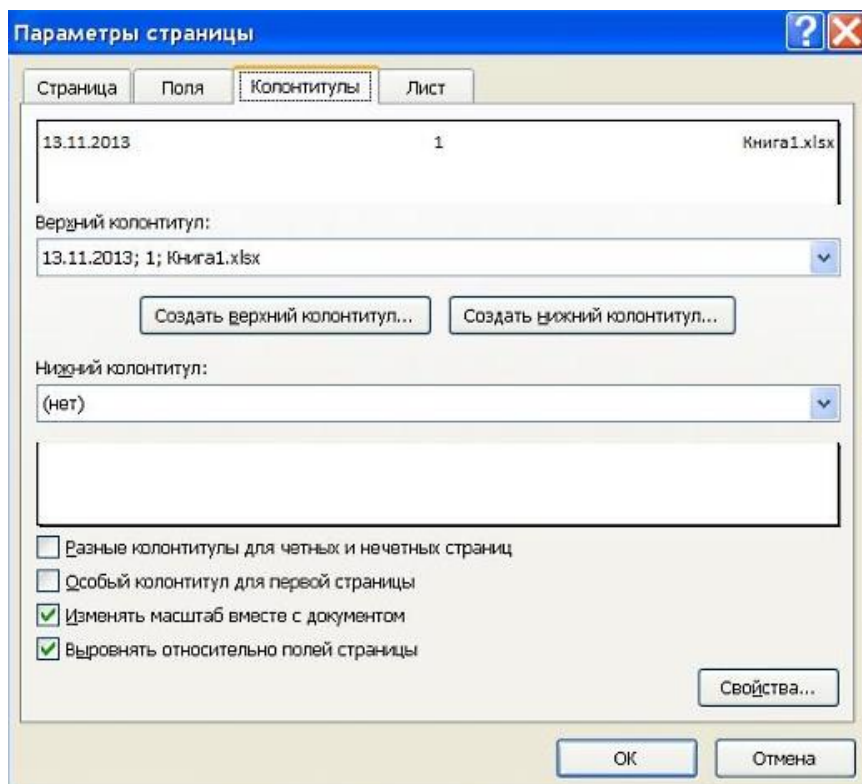 Параметры страницы
Страница Поля Колонтитулы Лист
13.11.2013 1 Книга1.xlsx
Верхний колонтитул:
13.11.2013; 1; Книга1.xlsx
Создать верхний колонтитул... Создать нижний колонтитул...
Нижний колонтитул:
(нет)
Разные колонтитулы для четных и нечетных страниц
Особый колонтитул для первой страницы
Изменять масштаб вместе с документом
Выровнять относительно полей страницы
Свойства...
ОК Отмена